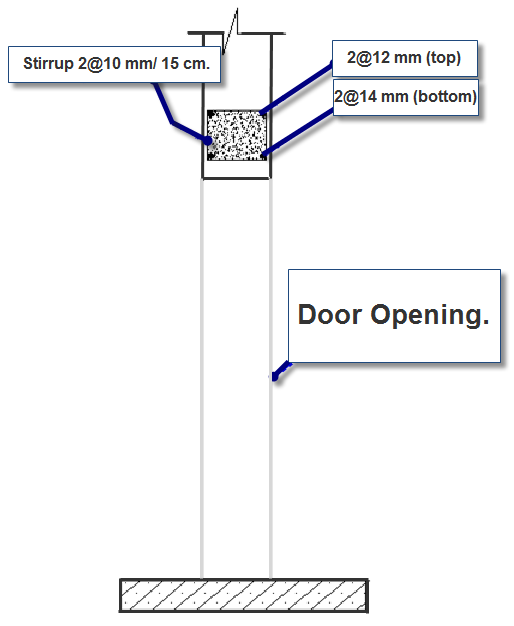 Stirrup 2@10 mm/ 15 cm.
2@12 mm (top)
2@14 mm (bottom)
Door Opening.